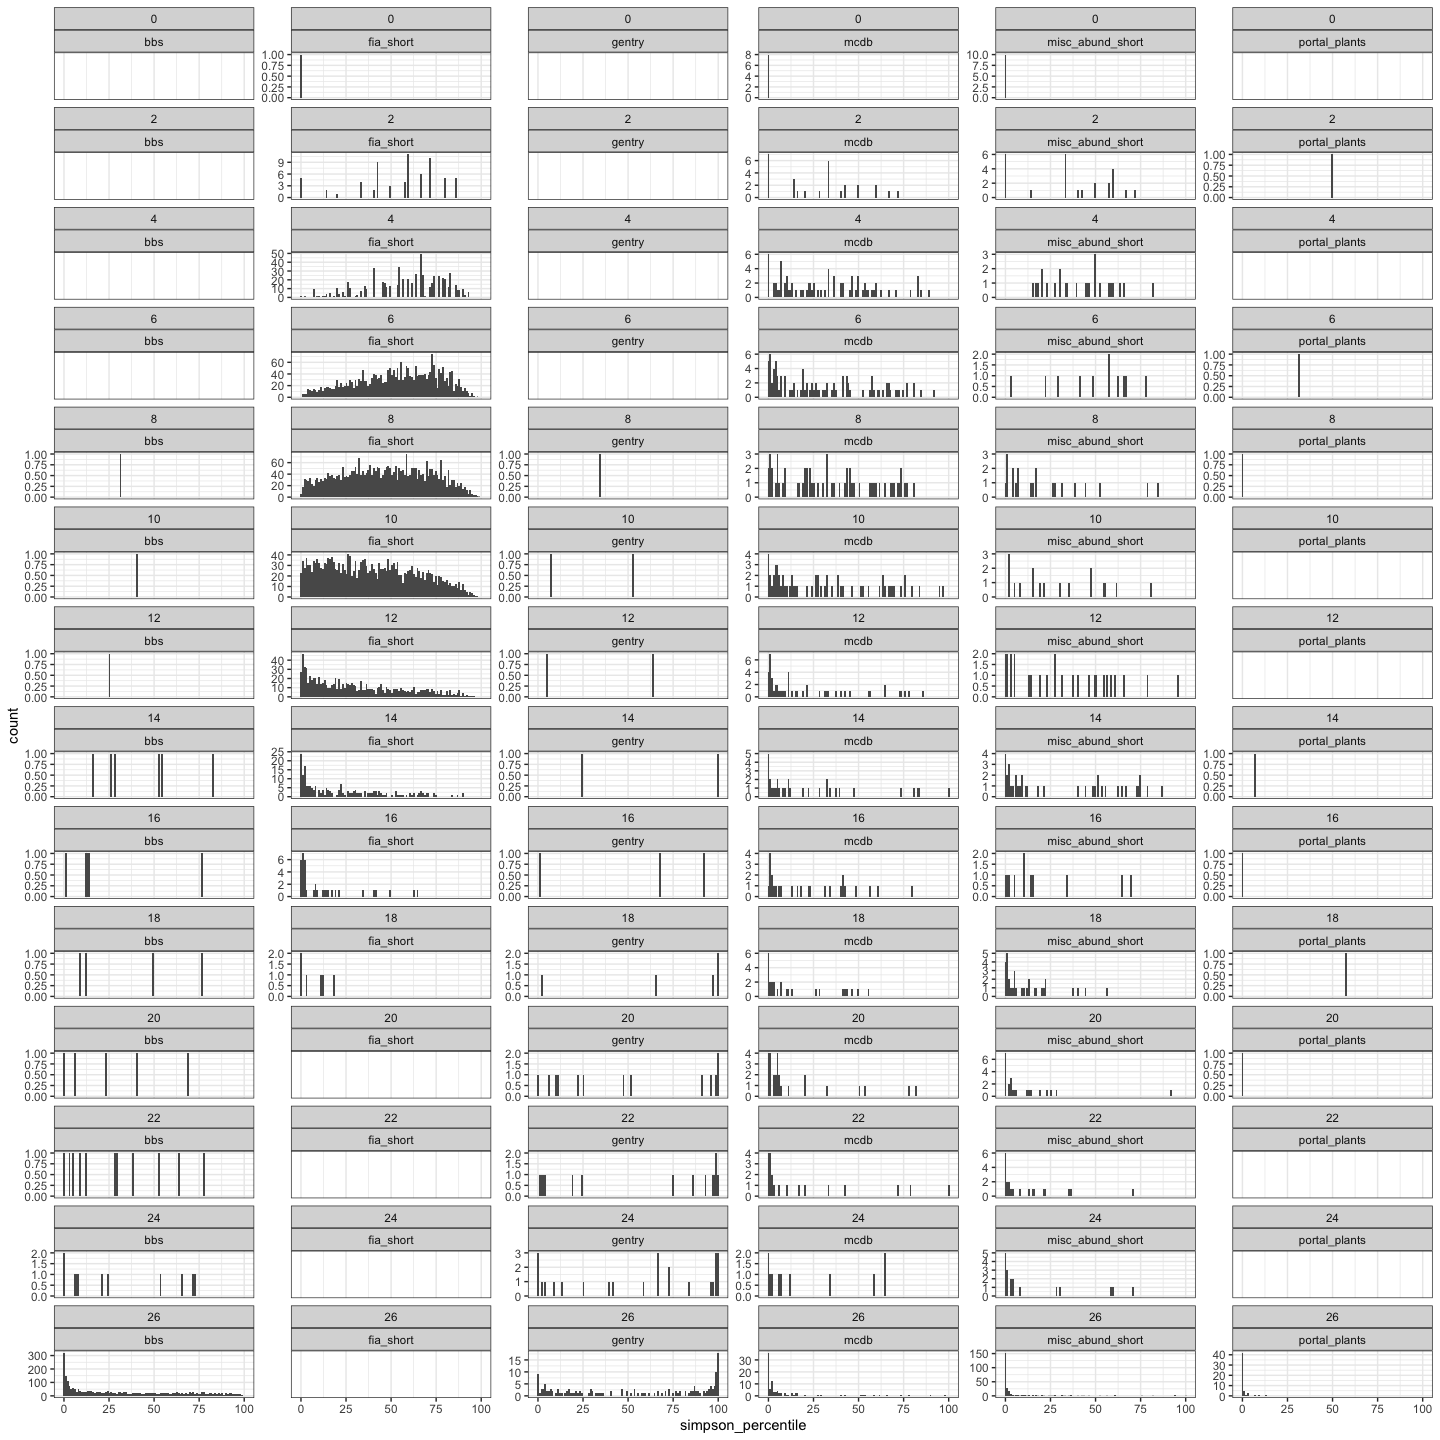 0 0 0 0 0 0
bbs fia_short gentry mcdb misc_abund_short portal_plants
1.00 0.75 0.50 0.25 0.00
8 6 4 2 0
10.0 7.5 5.0 2.5 0.0
2 2 2 2 2 2
bbs fia_short gentry mcdb misc_abund_short portal_plants
9 6 3 0
6 4 2 0
6 4 2 0
1.00 0.75 0.50 0.25 0.00
4 4 4 4 4 4
bbs fia_short gentry mcdb misc_abund_short portal_plants
50 40 30 20 10 0
6 4 2 0
3 2 1 0
6 6 6 6 6 6
bbs fia_short gentry mcdb misc_abund_short portal_plants
60 40 20 0
6 4 2 0
2.0 1.5 1.0 0.5 0.0
1.00 0.75 0.50 0.25 0.00
8 8 8 8 8 8
bbs fia_short gentry mcdb misc_abund_short portal_plants
1.00 0.75 0.50 0.25 0.00
60 40 20 0
1.00 0.75 0.50 0.25 0.00
3 2 1 0
3 2 1 0
1.00 0.75 0.50 0.25 0.00
10 10 10 10 10 10
bbs fia_short gentry mcdb misc_abund_short portal_plants
1.00 0.75 0.50 0.25 0.00
40 30 20 10 0
1.00 0.75 0.50 0.25 0.00
4 3 2 1 0
3 2 1 0
12 12 12 12 12 12
bbs fia_short gentry mcdb misc_abund_short portal_plants
1.00 0.75 0.50 0.25 0.00
40 30 20 10 0
1.00 0.75 0.50 0.25 0.00
6 4 2 0
2.0 1.5 1.0 0.5 0.0
count
14 14 14 14 14 14
bbs fia_short gentry mcdb misc_abund_short portal_plants
1.00 0.75 0.50 0.25 0.00
25 20 15 10 5 0
1.00 0.75 0.50 0.25 0.00
5 4 3 2 1 0
4 3 2 1 0
1.00 0.75 0.50 0.25 0.00
16 16 16 16 16 16
bbs fia_short gentry mcdb misc_abund_short portal_plants
1.00 0.75 0.50 0.25 0.00
6 4 2 0
1.00 0.75 0.50 0.25 0.00
4 3 2 1 0
2.0 1.5 1.0 0.5 0.0
1.00 0.75 0.50 0.25 0.00
18 18 18 18 18 18
bbs fia_short gentry mcdb misc_abund_short portal_plants
1.00 0.75 0.50 0.25 0.00
2.0 1.5 1.0 0.5 0.0
2.0 1.5 1.0 0.5 0.0
6 4 2 0
5 4 3 2 1 0
1.00 0.75 0.50 0.25 0.00
20 20 20 20 20 20
bbs fia_short gentry mcdb misc_abund_short portal_plants
1.00 0.75 0.50 0.25 0.00
2.0 1.5 1.0 0.5 0.0
4 3 2 1 0
6 4 2 0
1.00 0.75 0.50 0.25 0.00
22 22 22 22 22 22
bbs fia_short gentry mcdb misc_abund_short portal_plants
1.00 0.75 0.50 0.25 0.00
2.0 1.5 1.0 0.5 0.0
4 3 2 1 0
6 4 2 0
24 24 24 24 24 24
bbs fia_short gentry mcdb misc_abund_short portal_plants
2.0 1.5 1.0 0.5 0.0
3 2 1 0
2.0 1.5 1.0 0.5 0.0
5 4 3 2 1 0
26 26 26 26 26 26
bbs fia_short gentry mcdb misc_abund_short portal_plants
300 200 100 0
15 10 5 0
30 20 10 0
150 100 50 0
40 30 20 10 0
0 25 50 75 100 0 25 50 75 100 0 25 50 75 100 0 25 50 75 100 0 25 50 75 100 0 25 50 75 100
simpson_percentile